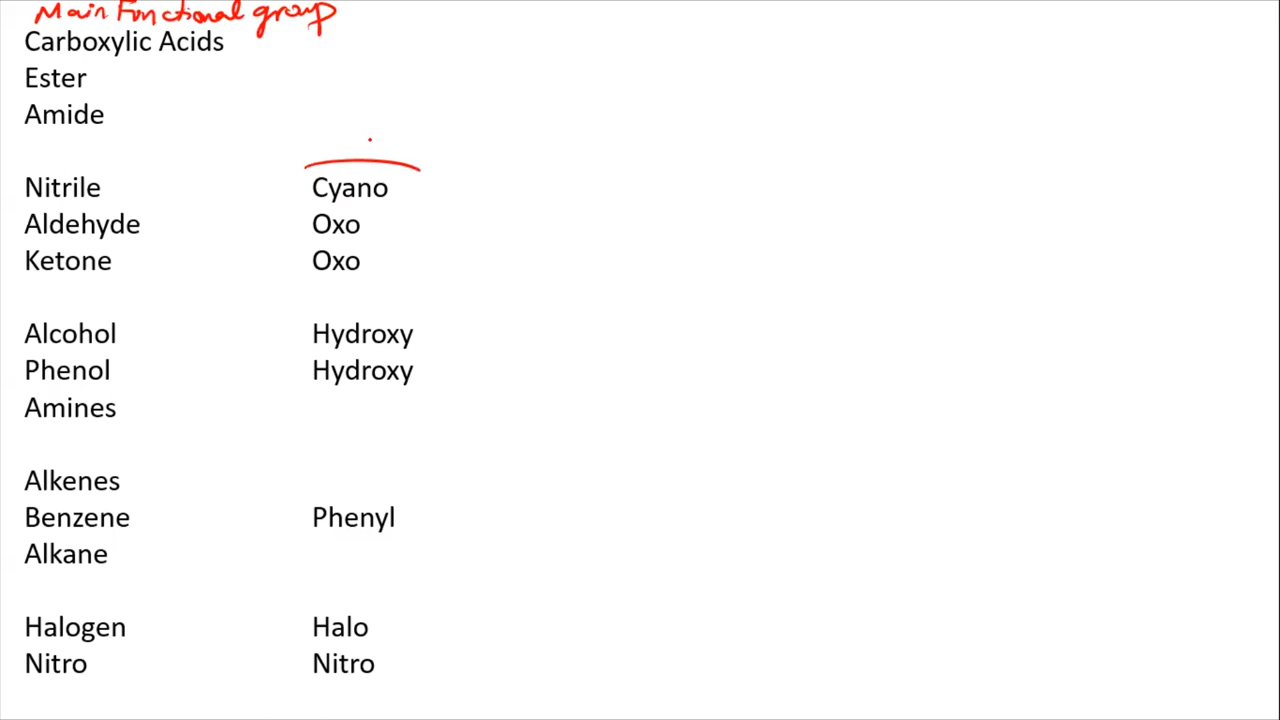 Main Functional group
Carboxylic Acids
Ester
Amide
Nitrile Cyano
Aldehyde Oxo
Ketone Oxo
Alcohol Hydroxy
Phenol Hydroxy
Amines
Alkenes
Benzene Phenyl
Alkane
Halogen Halo
Nitro Nitro